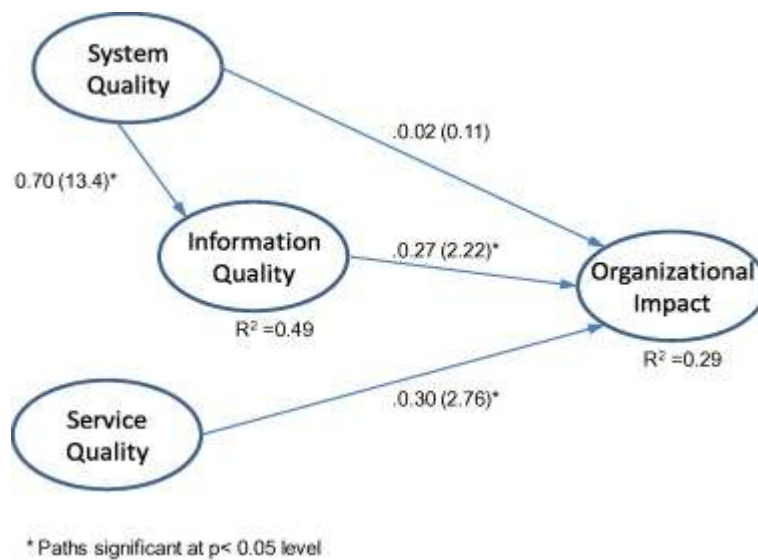 System
Quality
.0.02 (0.11)
0.70 (13.4)*
Information
Quality
.0.27 (2.22)*
Organizational
Impact
R² =0.49
R² =0.29
.0.30 (2.76)*
Service
Quality
* Paths significant at p< 0.05 level